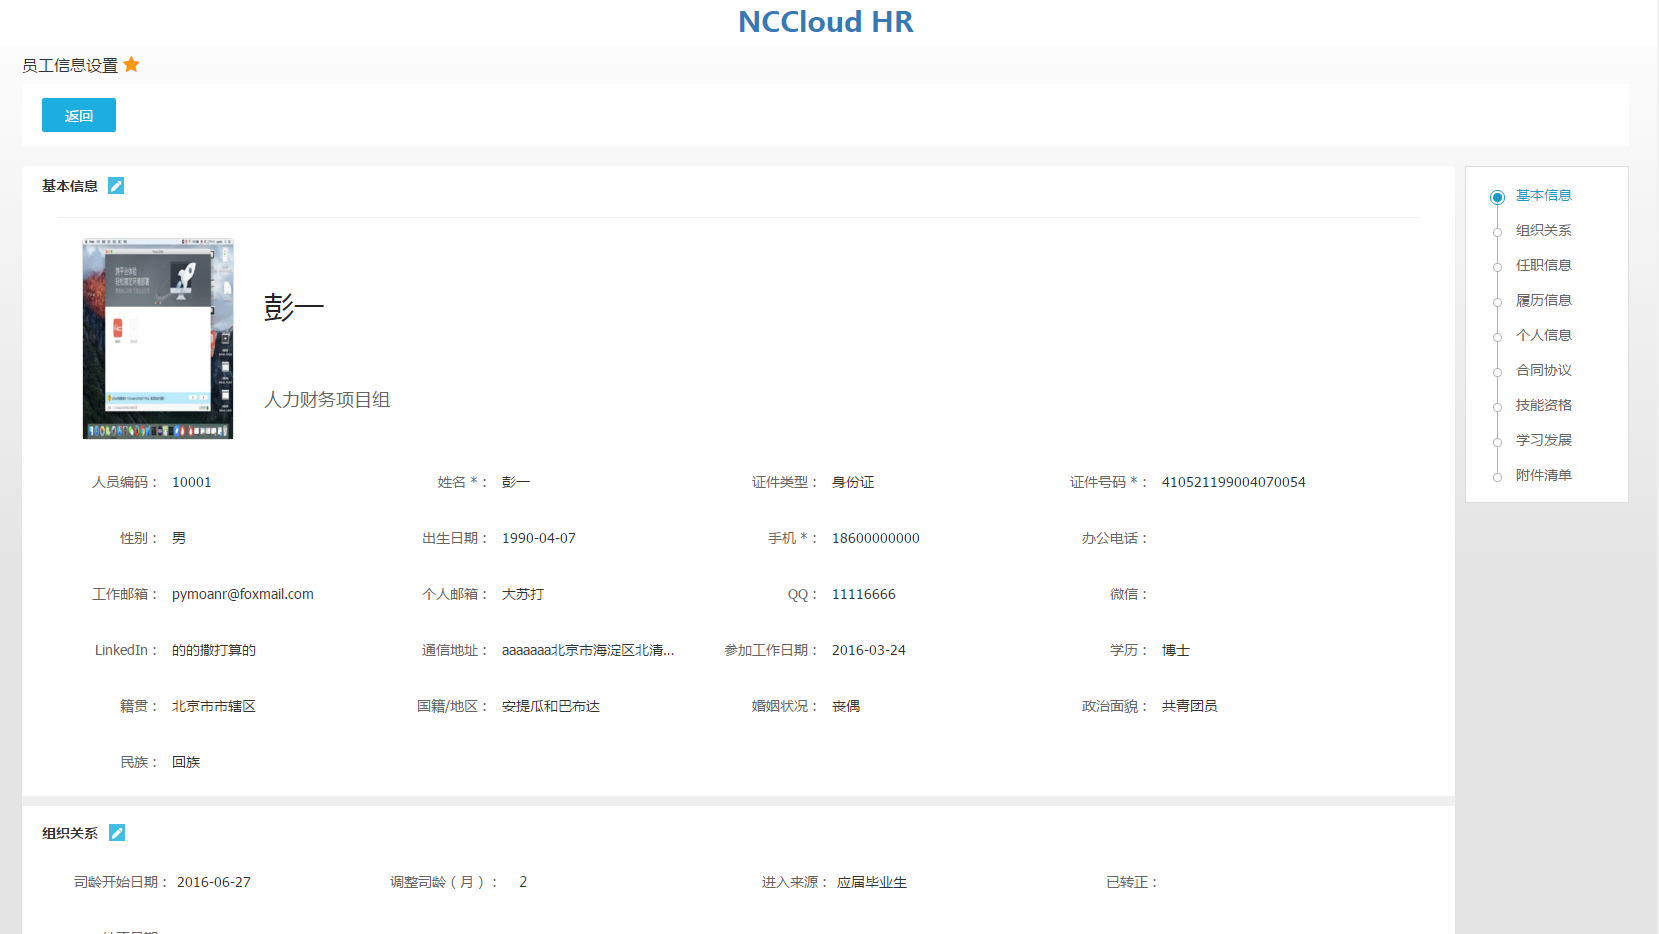 NCCloud HR
员工信息设置
返回
基本信息
彭一
人力财务项目组
人员编码： 10001 姓名 *： 彭一 证件类型： 身份证 证件号码 *： 410521199004070054
性别： 男 出生日期： 1990-04-07 手机 *： 18600000000 办公电话：
工作邮箱： pymoanr@foxmail.com 个人邮箱： 大苏打 QQ： 11116666 微信：
LinkedIn： 的的撒打算的 通信地址： aaaaaaa北京市海淀区北清... 参加工作日期： 2016-03-24 学历： 博士
籍贯： 北京市市辖区 国籍/地区： 安提瓜和巴布达 婚姻状况： 丧偶 政治面貌： 共青团员
民族： 回族
组织关系
司龄开始日期： 2016-06-27 调整司龄（月）： 2 进入来源： 应届毕业生 已转正：
基本信息
组织关系
任职信息
履历信息
个人信息
合同协议
技能资格
学习发展
附件清单